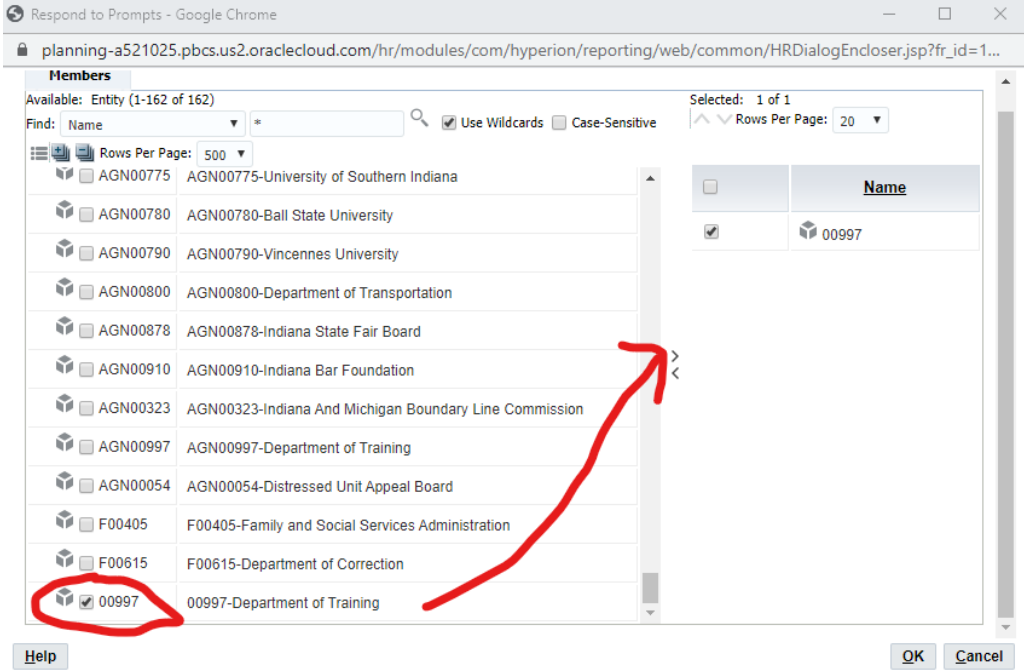 Respond to Prompts - Google Chrome
planning-a521025.pbcs.us2.oraclecloud.com/hr/modules/com/hyperion/reporting/web/common/HRDialogEncloser.jsp?fr_id=1...
Members
Available: Entity (1-162 of 162)
Find: Name * Use Wildcards Case-Sensitive
Rows Per Page: 500
AGN00775 AGN00775-University of Southern Indiana
AGN00780 AGN00780-Ball State University
AGN00790 AGN00790-Vincennes University
AGN00800 AGN00800-Department of Transportation
AGN00878 AGN00878-Indiana State Fair Board
AGN00910 AGN00910-Indiana Bar Foundation
AGN00323 AGN00323-Indiana And Michigan Boundary Line Commission
AGN00997 AGN00997-Department of Training
AGN00054 AGN00054-Distressed Unit Appeal Board
F00405 F00405-Family and Social Services Administration
F00615 F00615-Department of Correction
00997 00997-Department of Training
Selected: 1 of 1
Rows Per Page: 20
Name
00997
Help
OK Cancel